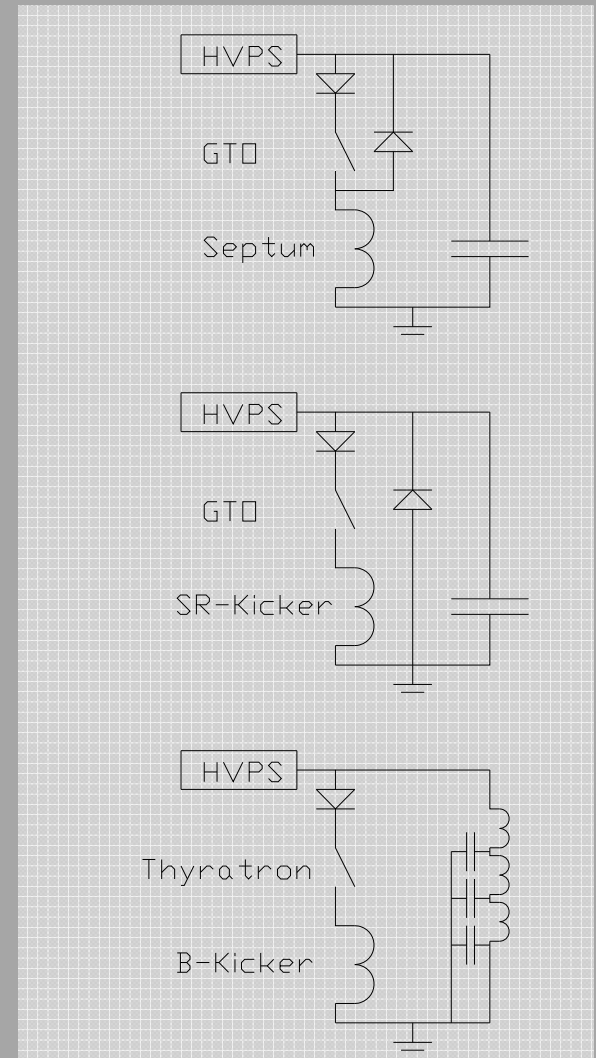 HVPS
GTO
Septum
HVPS
GTO
SR-Kicker
HVPS
Thyratron
B-Kicker